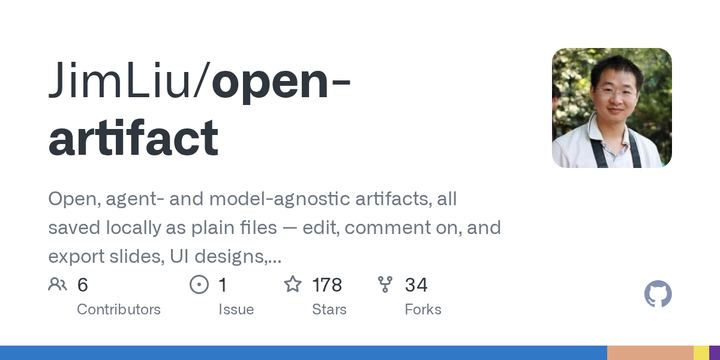 JimLiu/open-
artifact
Open, agent- and model-agnostic artifacts, all
saved locally as plain files — edit, comment on, and
export slides, UI designs,...
6 1 178 34
Contributors Issue Stars Forks